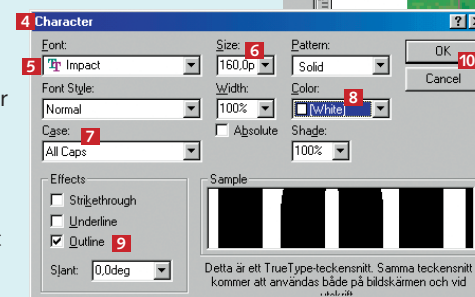 4 Character
Font: Size: 6 Pattern:
5 Impact 160,0p Solid OK 10
Cancel
Font Style: Width: Color: 8
Normal 100% [White]
Case: 7 Absolute Shade:
All Caps 100%
Effects Sample
Strikethrough
Underline
Outline 9
Slant: 0,0deg
Detta är ett TrueType-teckensnitt. Samma teckensnitt
kommer att användas både på bildskärmen och vid
utskrift